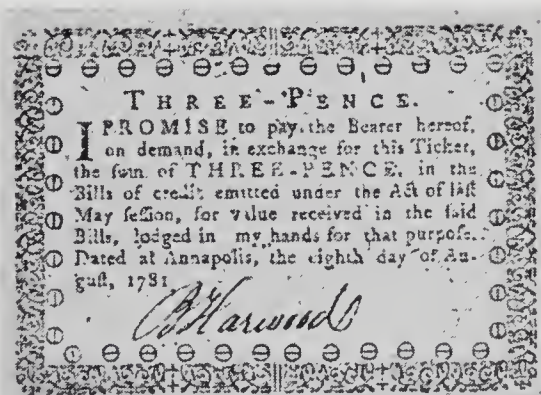 THREE-PENCE.
I PROMISE to pay the Bearer hereof,
on demand, in exchange for this Ticket,
the ſum of THREE-PENCE, in the
Bills of credit emitted under the Act of laſt
May ſeſſion, for value received in the ſaid
Bills, lodged in my hands for that purpoſe.
Dated at Annapolis, the eighth day of Au-
guſt, 1781
B Harwood